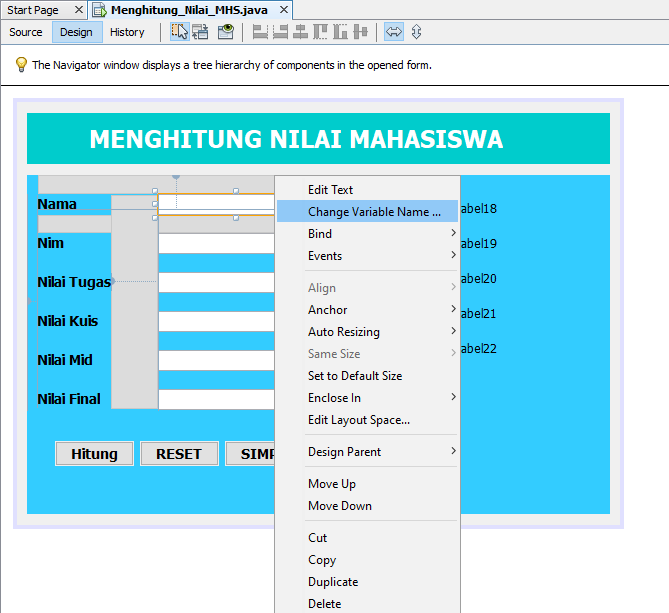 Start Page
Menghitung_Nilai_MHS.java
Source Design History
The Navigator window displays a tree hierarchy of components in the opened form.
MENGHITUNG NILAI MAHASISWA
Nama
Nim
Nilai Tugas
Nilai Kuis
Nilai Mid
Nilai Final
Hitung RESET SIMP
Edit Text
Change Variable Name ...
Bind
Events
Align
Anchor
Auto Resizing
Same Size
Set to Default Size
Enclose In
Edit Layout Space...
Design Parent
Move Up
Move Down
Cut
Copy
Duplicate
Delete
abel18
abel19
abel20
abel21
abel22